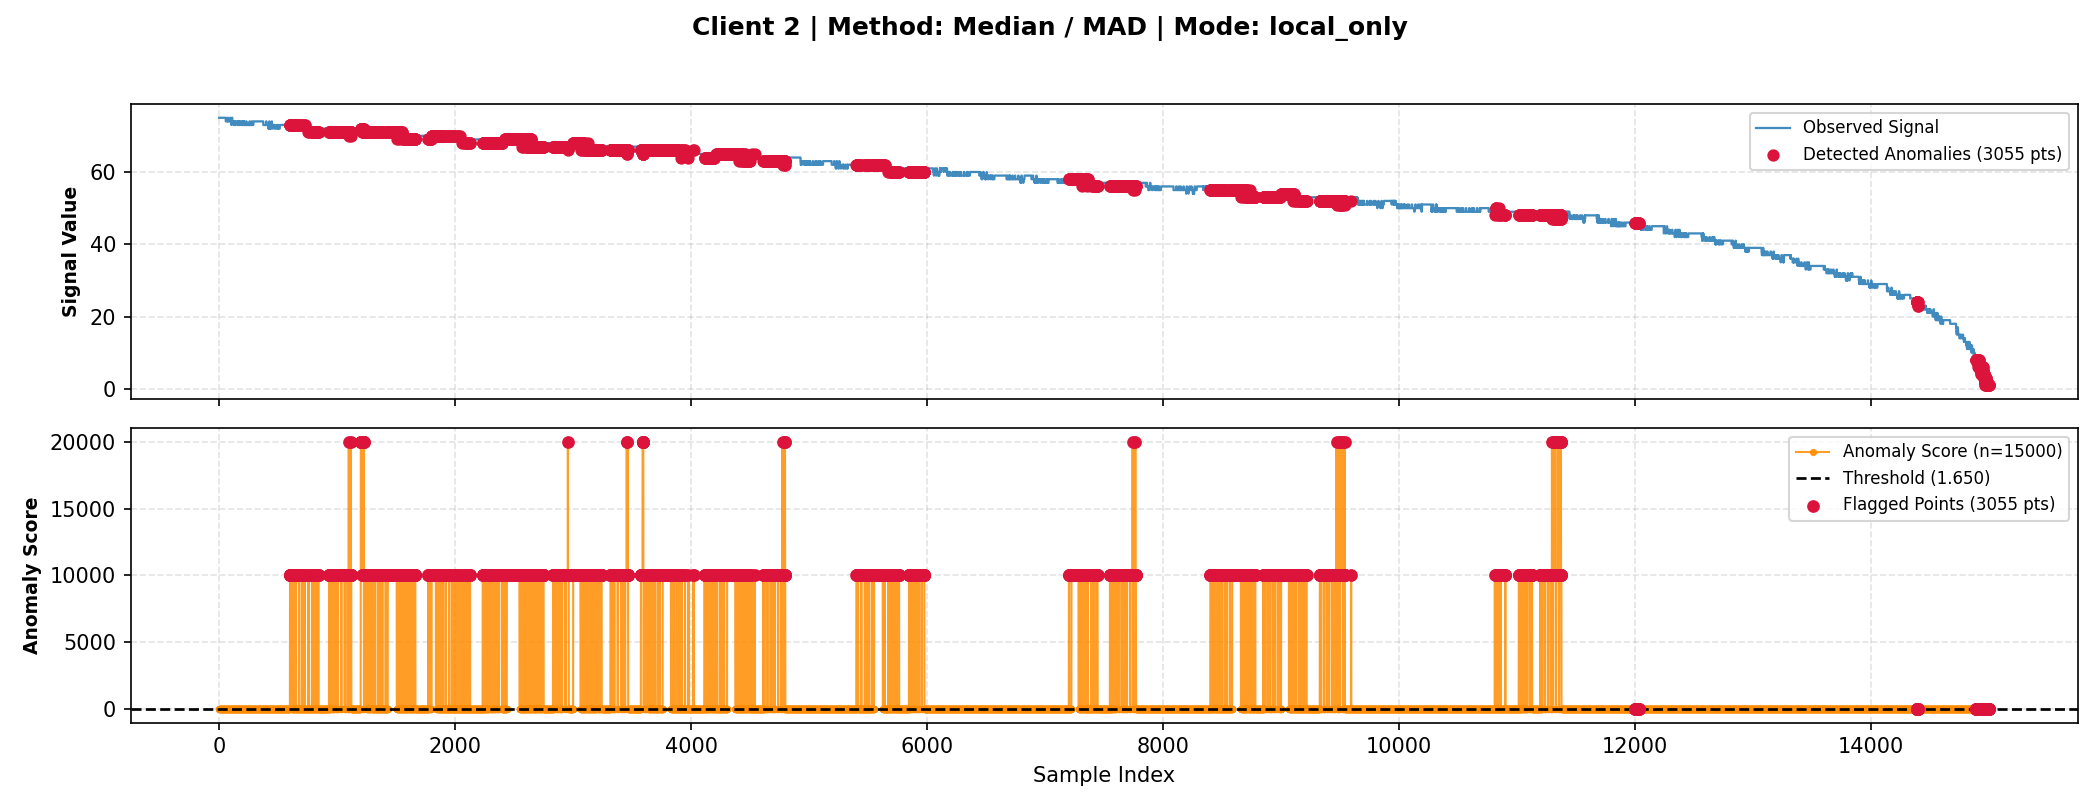 Client 2 | Method: Median / MAD | Mode: local_only
Signal Value
60
40
20
0
Observed Signal
Detected Anomalies (3055 pts)
Anomaly Score
20000
15000
10000
5000
0
Anomaly Score (n=15000)
Threshold (1.650)
Flagged Points (3055 pts)
0 2000 4000 6000 8000 10000 12000 14000
Sample Index